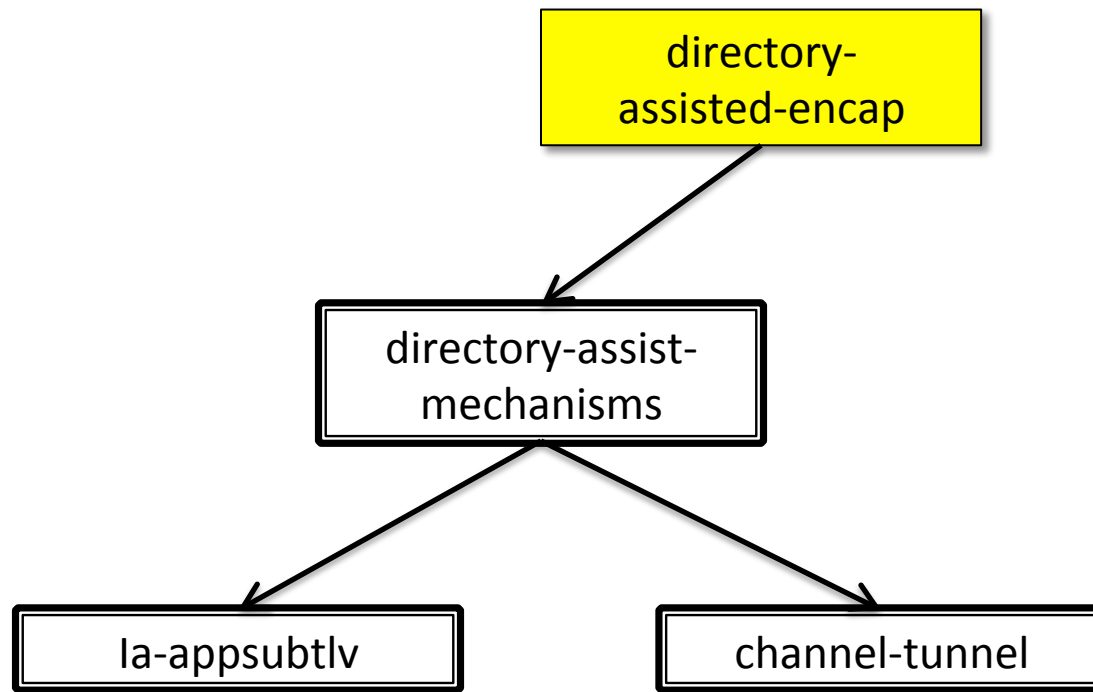 directory-
assisted-encap
directory-assist-
mechanisms
Ia-appsubtlv
channel-tunnel